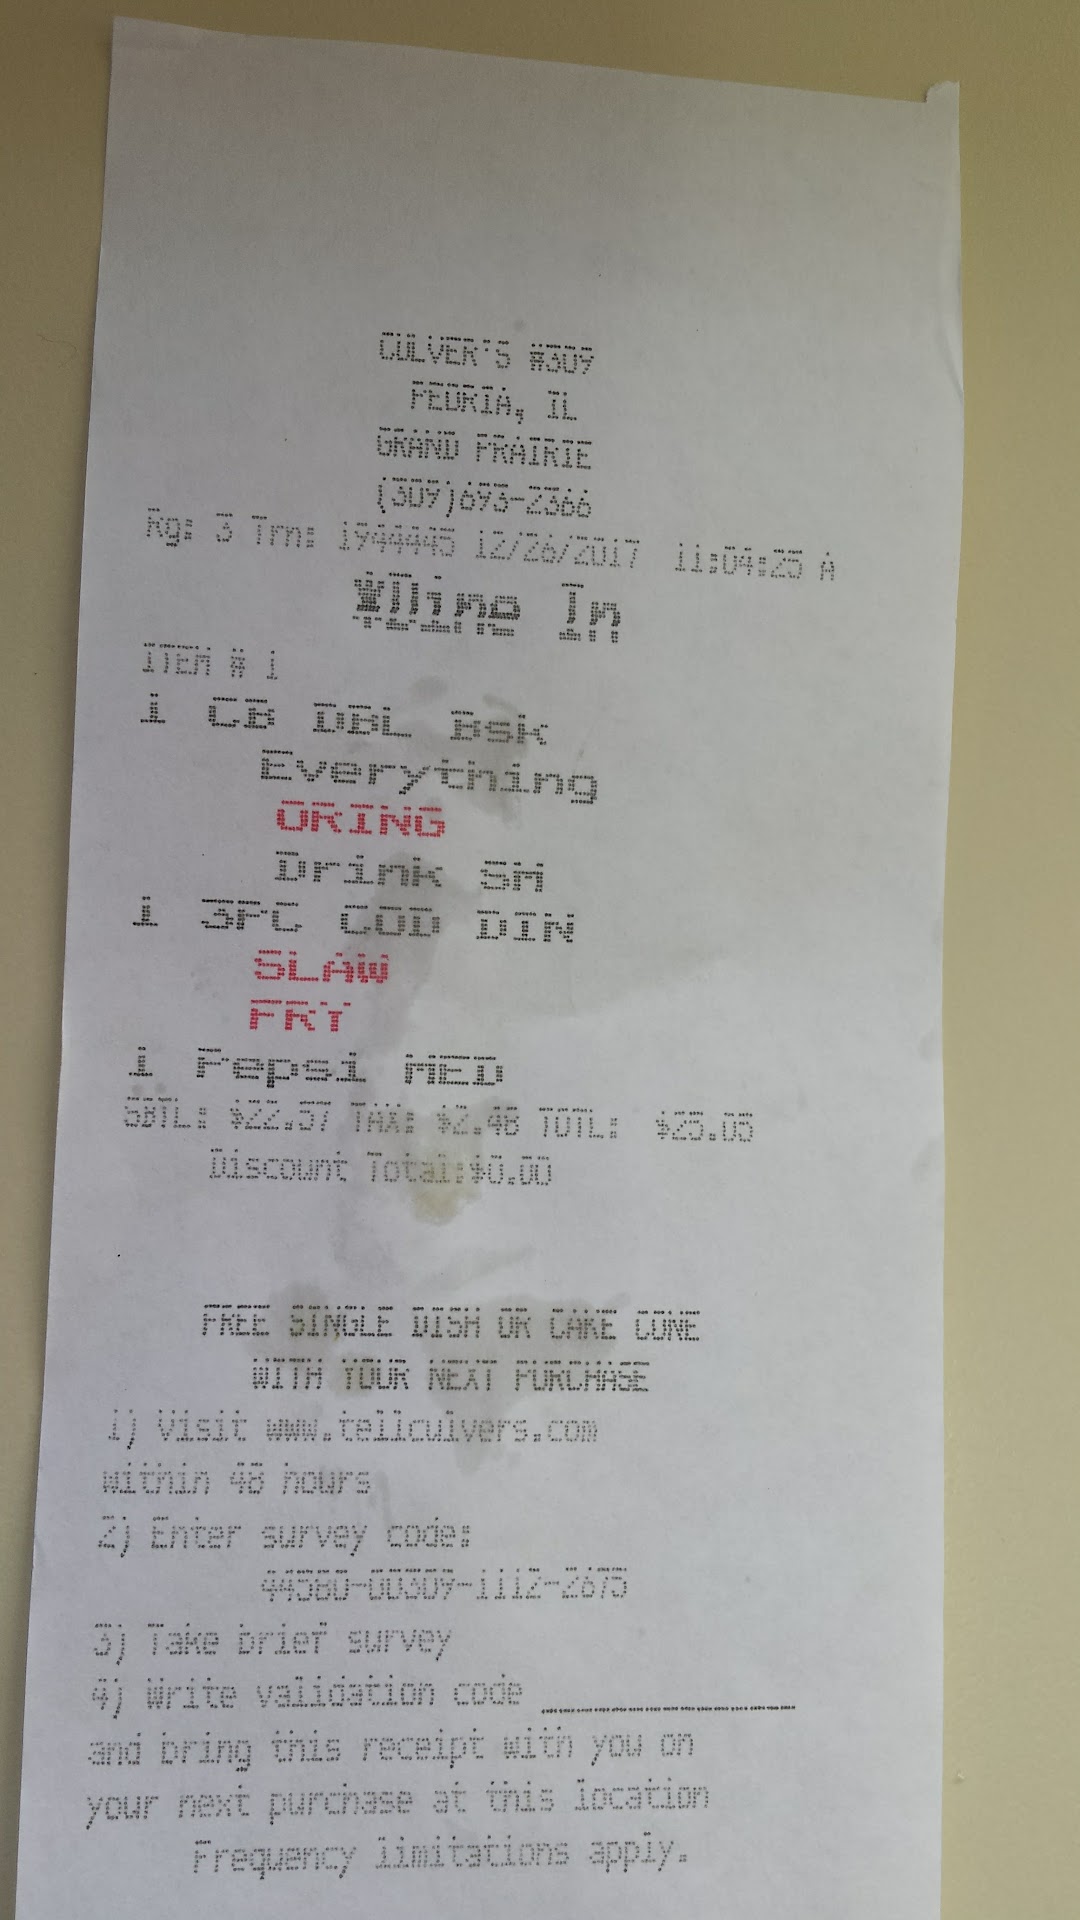 CULVER'S #309
PEORIA, IL
GRAND PRAIRIE
(309)693-2366
Rg: 3 Trn: 1944445 12/26/2017 11:04:25 A
Dine In
ITEM # 1
1 CB DBL BSK
Everything
ORING
Drink SM
1 3PC COD DIN
SLAW
FRY
1 Pepsi MED
SBTL: $22.57 TAX: $2.48 TOTL: $25.05
Discount Total:$0.00
FREE SINGLE DISH OR CAKE CONE
WITH YOUR NEXT PURCHASE
1) Visit www.tellculvers.com
within 48 hours
2) Enter survey code:
3) Take brief survey
4) Write validation code
and bring this receipt with you on
your next purchase at this location
Frequency limitations apply.